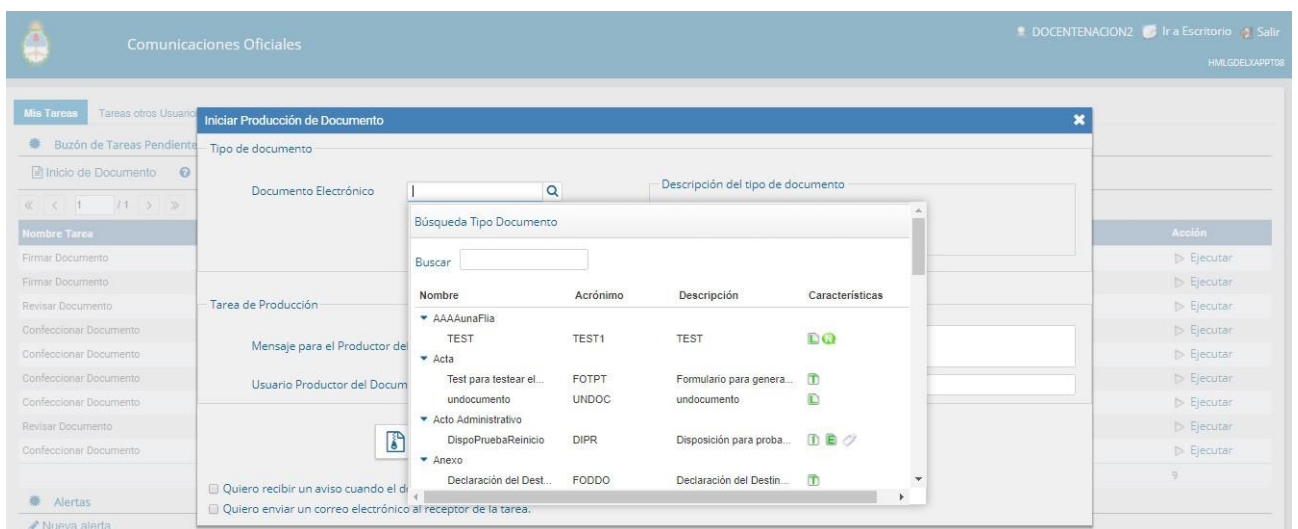 Comunicaciones Oficiales
DOCENTENACION2 Ir a Escritorio Salir
HMLGDELXAPPT08
Mis Tareas Tareas otros Usuario
Buzón de Tareas Pendiente
Inicio de Documento
1 / 1
Nombre Tarea Acción
Firmar Documento Ejecutar
Firmar Documento Ejecutar
Revisar Documento Ejecutar
Confeccionar Documento Ejecutar
Confeccionar Documento Ejecutar
Confeccionar Documento Ejecutar
Confeccionar Documento Ejecutar
Revisar Documento Ejecutar
Confeccionar Documento Ejecutar
9
Alertas
Nueva alerta
Iniciar Producción de Documento
Tipo de documento
Documento Electrónico
Descripción del tipo de documento
Búsqueda Tipo Documento
Buscar
Nombre Acrónimo Descripción Características
AAAAunaFlia
TEST TEST1 TEST
Acta
Test para testear el... FOTPT Formulario para genera...
undocumento UNDOC undocumento
Acto Administrativo
DispoPruebaReinicio DIPR Disposición para proba...
Anexo
Declaración del Dest... FODDO Declaración del Destin...
Tarea de Producción
Mensaje para el Productor del
Usuario Productor del Docum
Quiero recibir un aviso cuando el d
Quiero enviar un correo electrónico al receptor de la tarea.